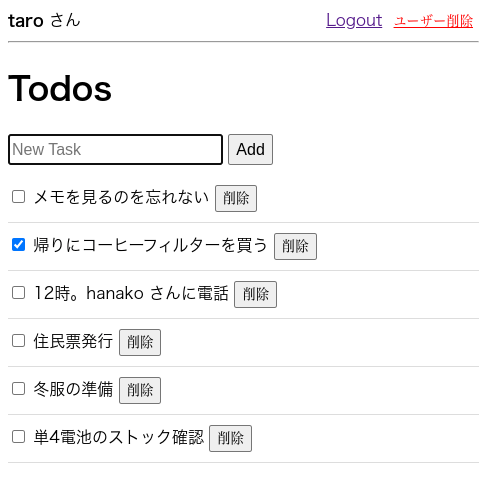 taro さん Logout ユーザー削除
Todos
New Task Add
メモを見るのを忘れない 削除
帰りにコーヒーフィルターを買う 削除
12時。hanako さんに電話 削除
住民票発行 削除
冬服の準備 削除
単4電池のストック確認 削除